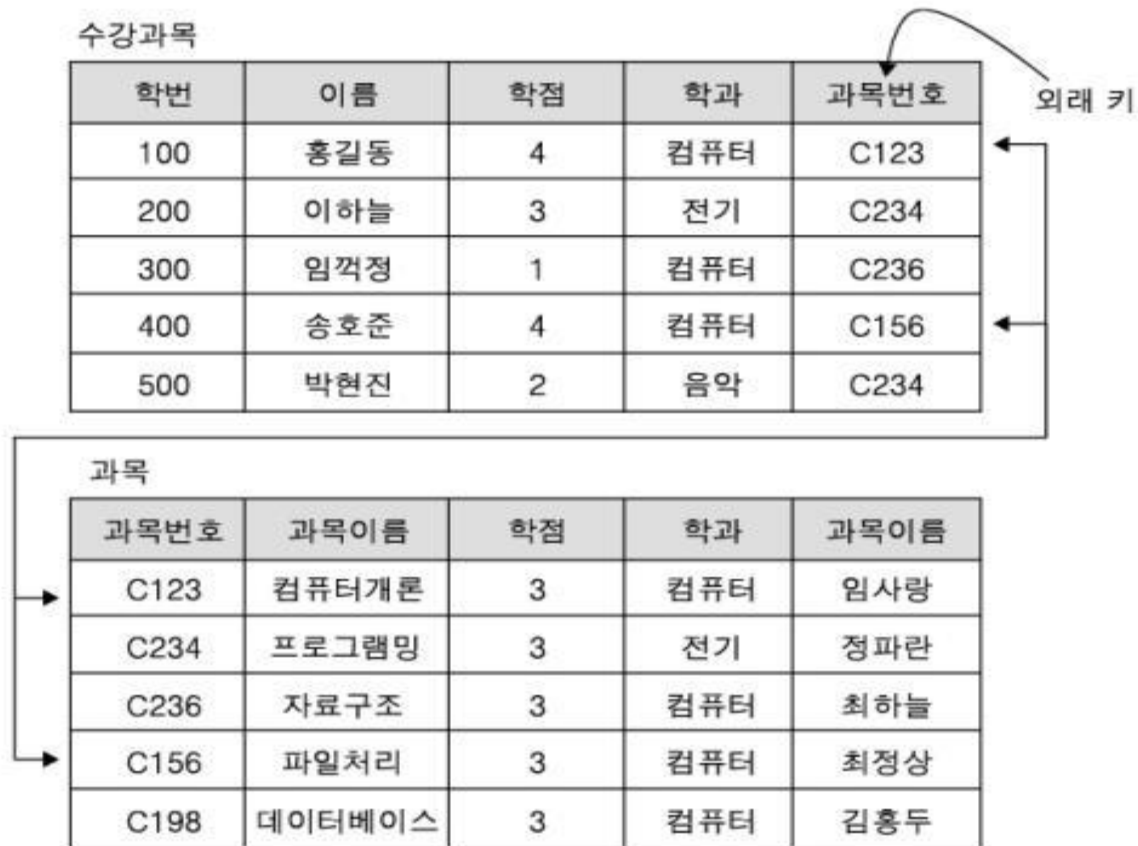 수강과목
학번 이름 학점 학과 과목번호
외래 키
100 홍길동 4 컴퓨터 C123
200 이하늘 3 전기 C234
300 임꺽정 1 컴퓨터 C236
400 송호준 4 컴퓨터 C156
500 박현진 2 음악 C234
과목
과목번호 과목이름 학점 학과 과목이름
C123 컴퓨터개론 3 컴퓨터 임사랑
C234 프로그램밍 3 전기 정파란
C236 자료구조 3 컴퓨터 최하늘
C156 파일처리 3 컴퓨터 최정상
C198 데이터베이스 3 컴퓨터 김홍두